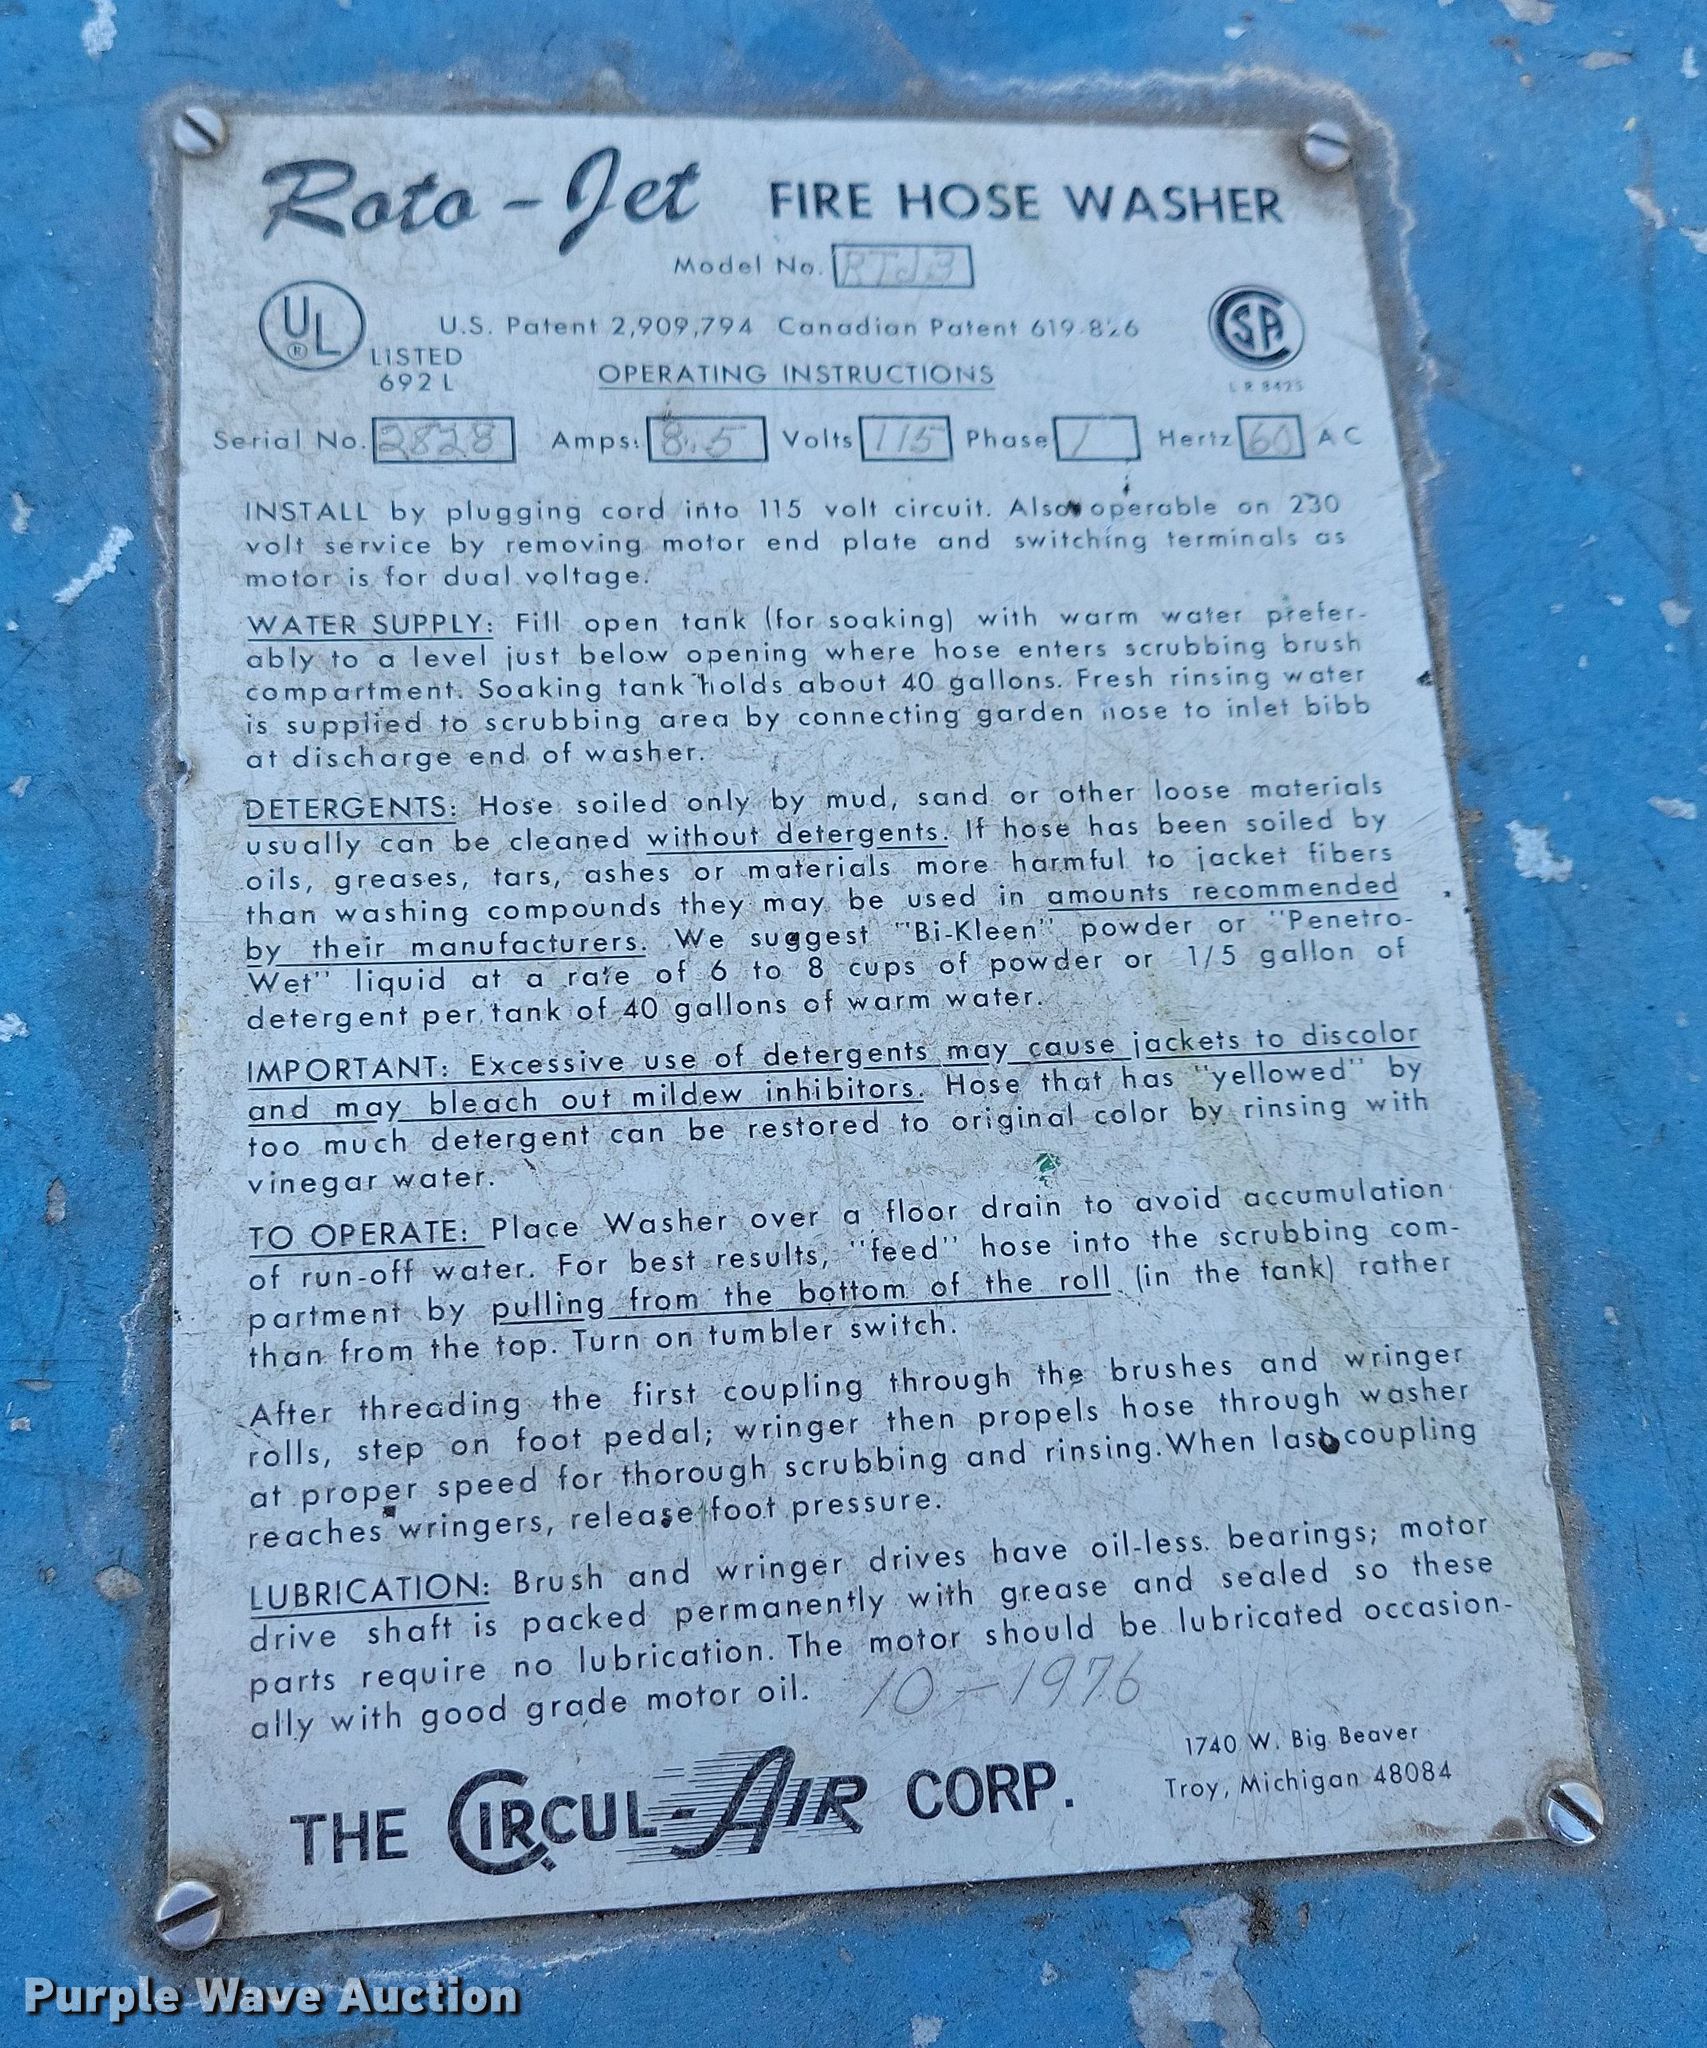 Roto-Jet FIRE HOSE WASHER
Model No. RTJ3
UL
®
LISTED
692 L
U.S. Patent 2,909,794 Canadian Patent 619-826
SA
OPERATING INSTRUCTIONS
Serial No. 2828 Amps: 8.5 Volts 115 Phase 1 Hertz 60 AC
INSTALL by plugging cord into 115 volt circuit. Also operable on 230
volt service by removing motor end plate and switching terminals as
motor is for dual voltage.
WATER SUPPLY: Fill open tank (for soaking) with warm water prefer-
ably to a level just below opening where hose enters scrubbing brush
compartment. Soaking tank holds about 40 gallons. Fresh rinsing water
is supplied to scrubbing area by connecting garden hose to inlet bibb
at discharge end of washer.
DETERGENTS: Hose soiled only by mud, sand or other loose materials
usually can be cleaned without detergents. If hose has been soiled by
oils, greases, tars, ashes or materials more harmful to jacket fibers
than washing compounds they may be used in amounts recommended
by their manufacturers. We suggest "Bi-Kleen" powder or "Penetro-
Wet" liquid at a rate of 6 to 8 cups of powder or 1/5 gallon of
detergent per tank of 40 gallons of warm water.
IMPORTANT: Excessive use of detergents may cause jackets to discolor
and may bleach out mildew inhibitors. Hose that has "yellowed" by
too much detergent can be restored to original color by rinsing with
vinegar water.
TO OPERATE: Place Washer over a floor drain to avoid accumulation
of run-off water. For best results, "feed" hose into the scrubbing com-
partment by pulling from the bottom of the roll (in the tank) rather
than from the top. Turn on tumbler switch.
After threading the first coupling through the brushes and wringer
rolls, step on foot pedal; wringer then propels hose through washer
at proper speed for thorough scrubbing and rinsing. When last coupling
reaches wringers, release foot pressure.
LUBRICATION: Brush and wringer drives have oil-less bearings; motor
drive shaft is packed permanently with grease and sealed so these
parts require no lubrication. The motor should be lubricated occasion-
ally with good grade motor oil. 10-1976
THE CIRCUL-AIR CORP.
1740 W. Big Beaver
Troy, Michigan 48084
Purple Wave Auction